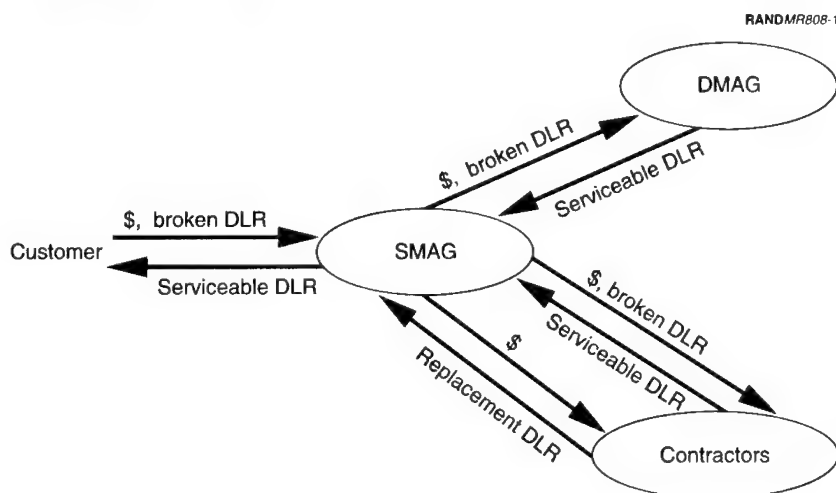 RANDMR808-1
DMAG
$, broken DLR
Serviceable DLR
$, broken DLR
Customer
SMAG
Serviceable DLR
$, broken DLR
Serviceable DLR
$
Replacement DLR
Contractors